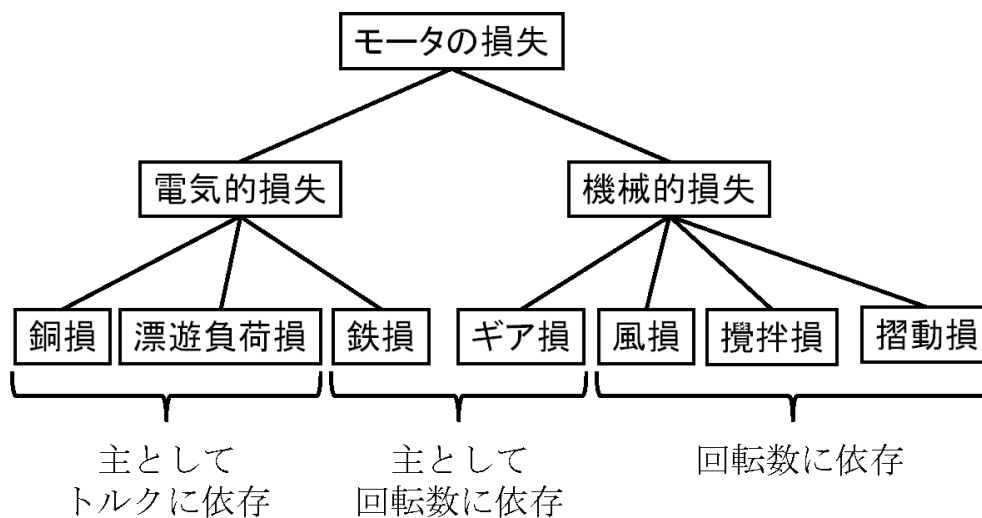 モータの損失
電気的損失
機械的損失
銅損
漂遊負荷損
鉄損
ギア損
風損
攪拌損
摺動損
主として
トルクに依存
主として
回転数に依存
回転数に依存